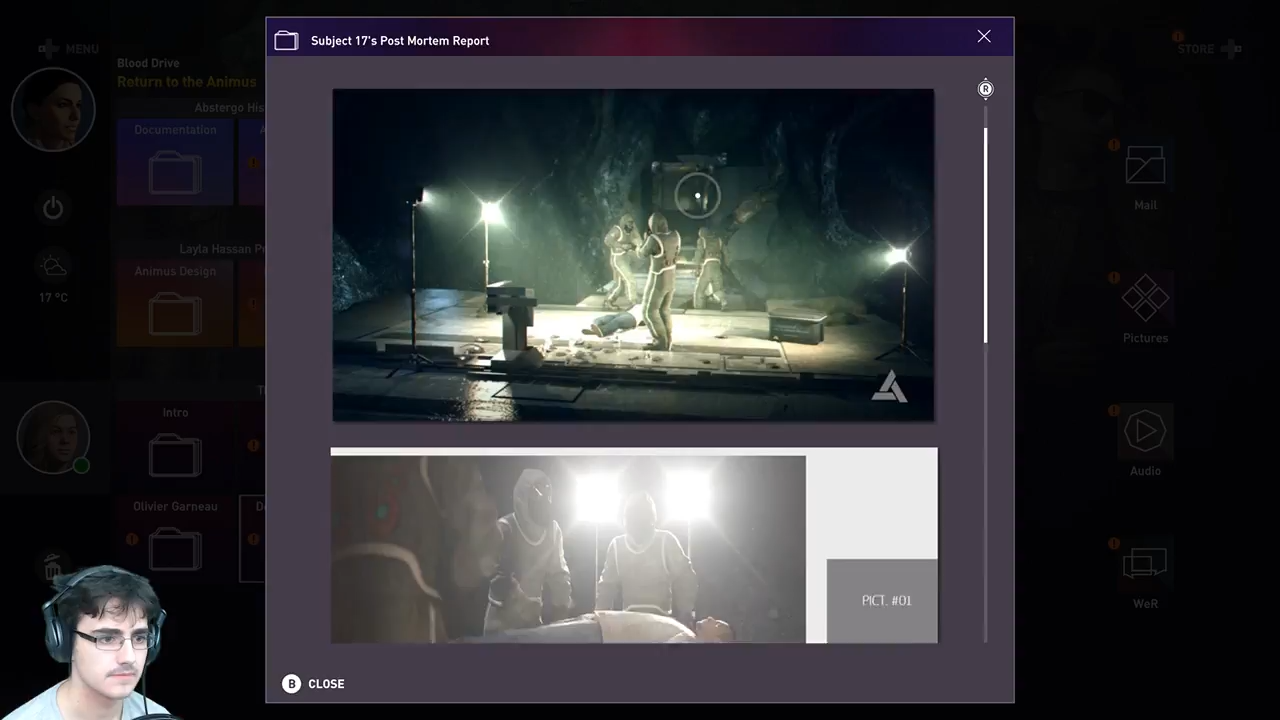 Subject 17's Post Mortem Report
MENU
STORE
Blood Drive
Return to the Animus
Abstergo His
Documentation
A
Layla Hassan Pr
Animus Design
17 °C
Intro
Olivier Garneau
R
Mail
Pictures
Audio
WeR
PICT. #01
B CLOSE